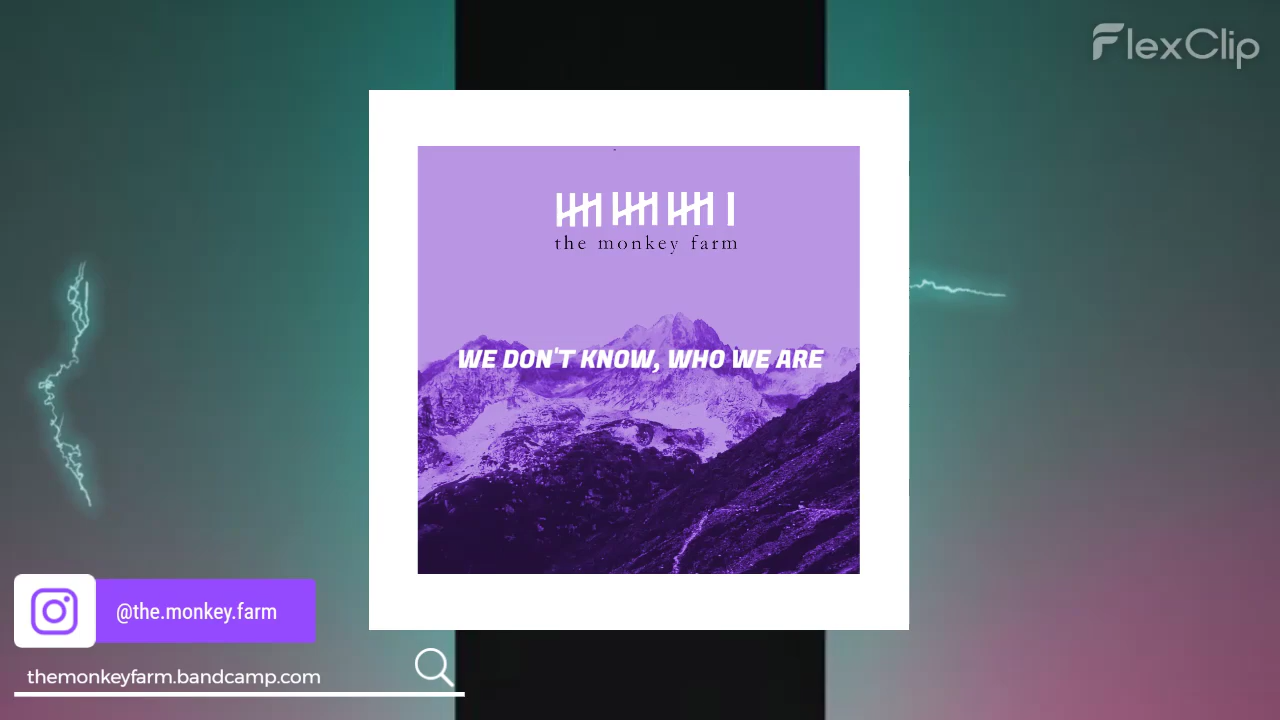 FlexClip
the monkey farm
WE DON'T KNOW, WHO WE ARE
@the.monkey.farm
themonkeyfarm.bandcamp.com